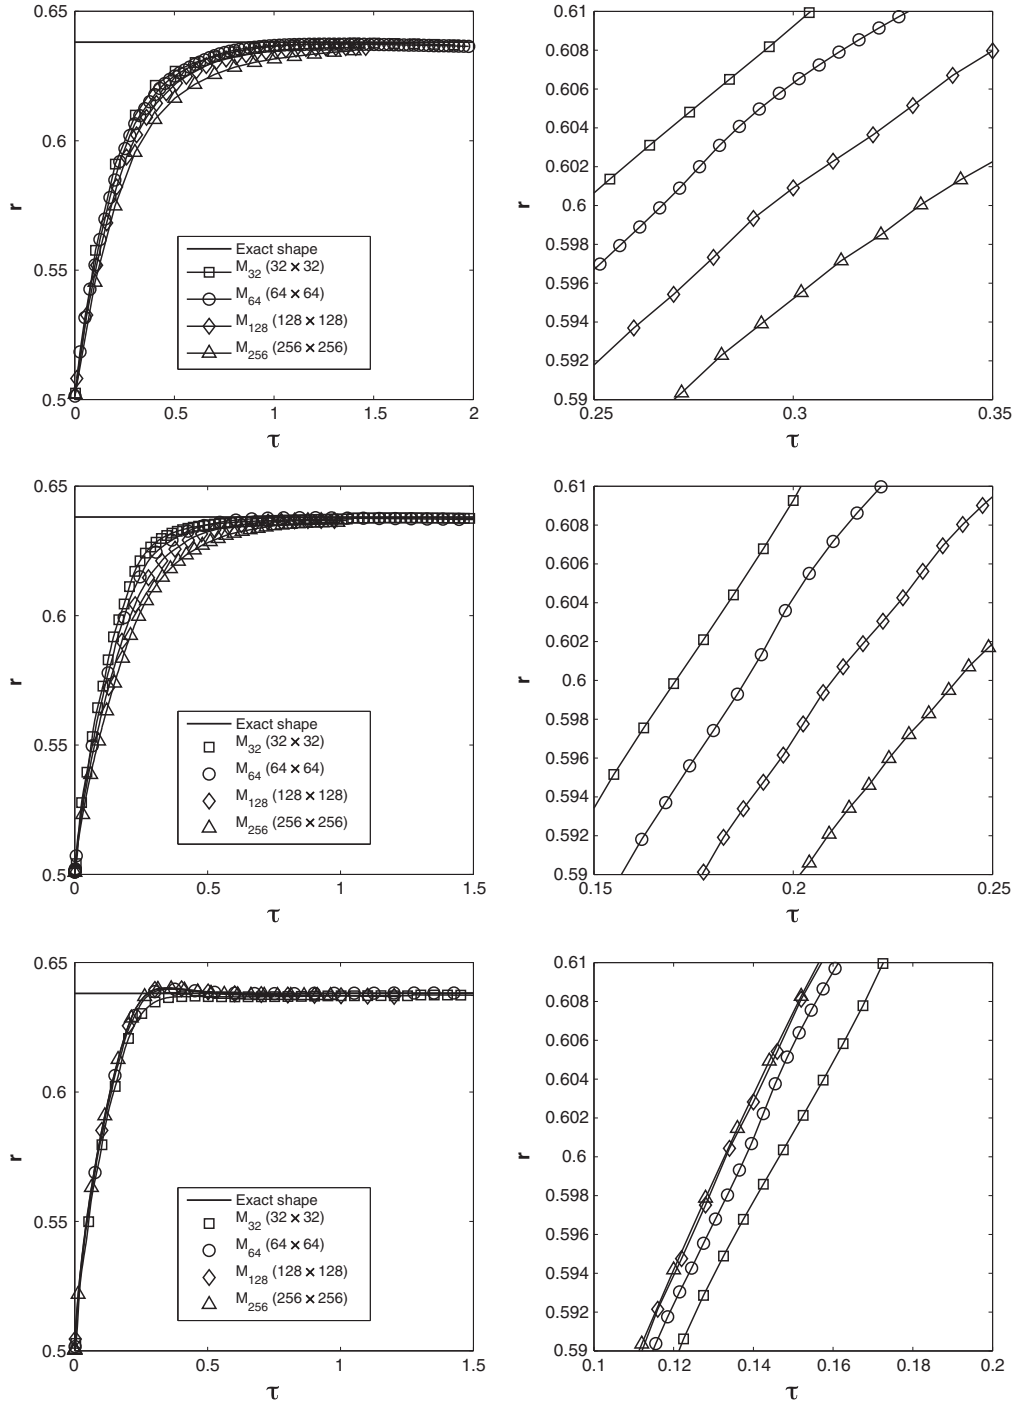 0.65
0.6
0.55
0.5
0 0.5 1 1.5 2
r
τ
Exact shape
M32 (32×32)
M64 (64×64)
M128 (128×128)
M256 (256×256)
0.61
0.608
0.606
0.604
0.602
0.6
0.598
0.596
0.594
0.592
0.59
0.25 0.3 0.35
r
τ
0.65
0.6
0.55
0.5
0 0.5 1 1.5
r
τ
Exact shape
M32 (32×32)
M64 (64×64)
M128 (128×128)
M256 (256×256)
0.61
0.608
0.606
0.604
0.602
0.6
0.598
0.596
0.594
0.592
0.59
0.15 0.2 0.25
r
τ
0.65
0.6
0.55
0.5
0 0.5 1 1.5
r
τ
Exact shape
M32 (32×32)
M64 (64×64)
M128 (128×128)
M256 (256×256)
0.61
0.608
0.606
0.604
0.602
0.6
0.598
0.596
0.594
0.592
0.59
0.1 0.12 0.14 0.16 0.18 0.2
r
τ